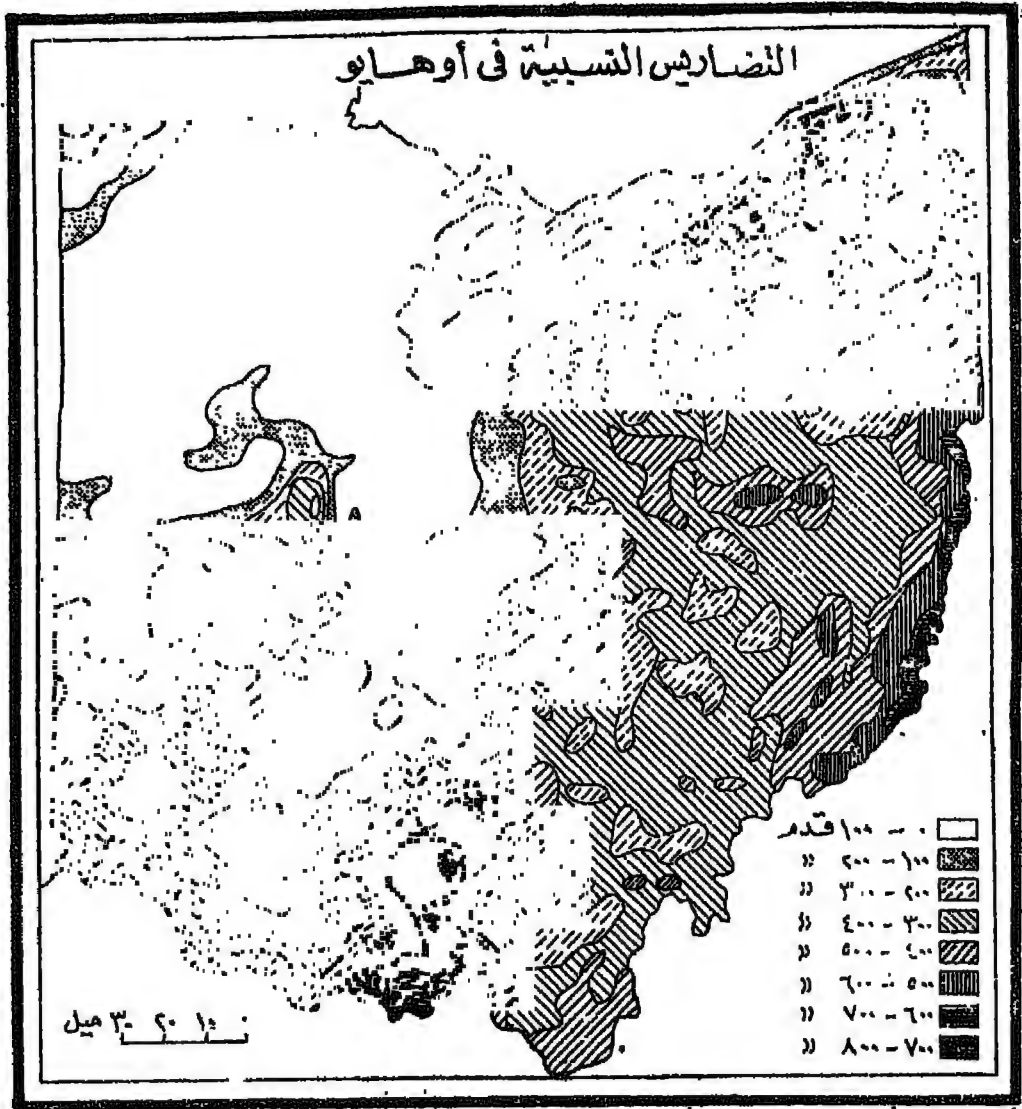 التضاريس النسبية فى أوهايو
A
٠ - ١٠٠ قدم
١٠٠ - ٢٠٠ "
٢٠٠ - ٣٠٠ "
٣٠٠ - ٤٠٠ "
٤٠٠ - ٥٠٠ "
٥٠٠ - ٦٠٠ "
٦٠٠ - ٧٠٠ "
٧٠٠ - ٨٠٠ "
٠ ١٠ ٢٠ ٣٠ ميل